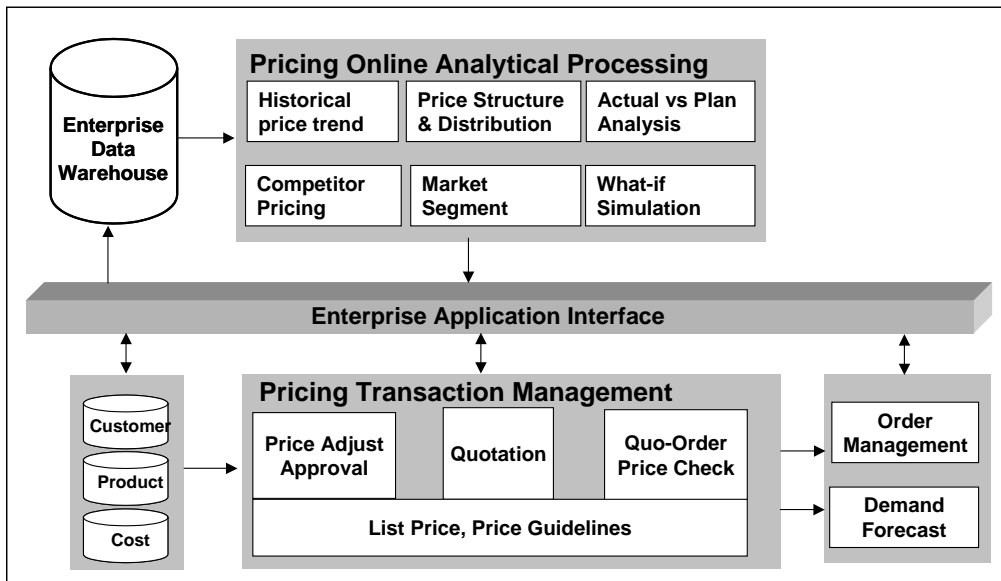 Pricing Online Analytical Processing
Enterprise
Data
Warehouse
Historical
price trend
Price Structure
& Distribution
Actual vs Plan
Analysis
Competitor
Pricing
Market
Segment
What-if
Simulation
Enterprise Application Interface
Customer
Product
Cost
Pricing Transaction Management
Price Adjust
Approval
Quotation
Quo-Order
Price Check
List Price, Price Guidelines
Order
Management
Demand
Forecast